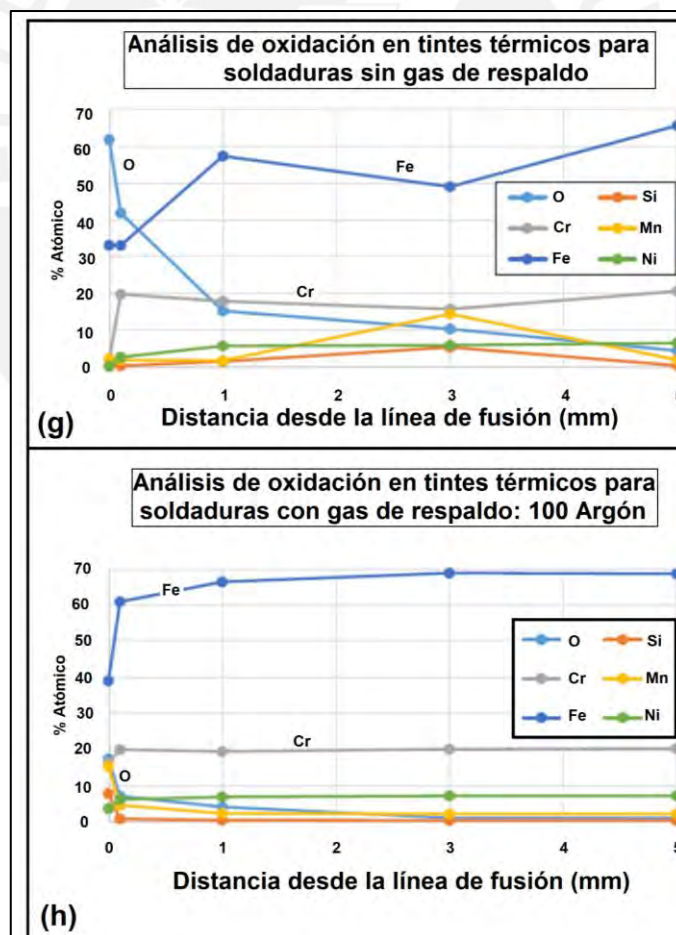 Análisis de oxidación en tintes térmicos para
soldaduras sin gas de respaldo
70
60
50
40
30
20
10
0
% Atómico
O
Fe
Cr
O
Si
Cr
Mn
Fe
Ni
0
1
2
3
4
5
Distancia desde la línea de fusión (mm)
(g)
Análisis de oxidación en tintes térmicos para
soldaduras con gas de respaldo: 100 Argón
70
60
50
40
30
20
10
0
% Atómico
Fe
Cr
O
O
Si
Cr
Mn
Fe
Ni
0
1
2
3
4
5
Distancia desde la línea de fusión (mm)
(h)